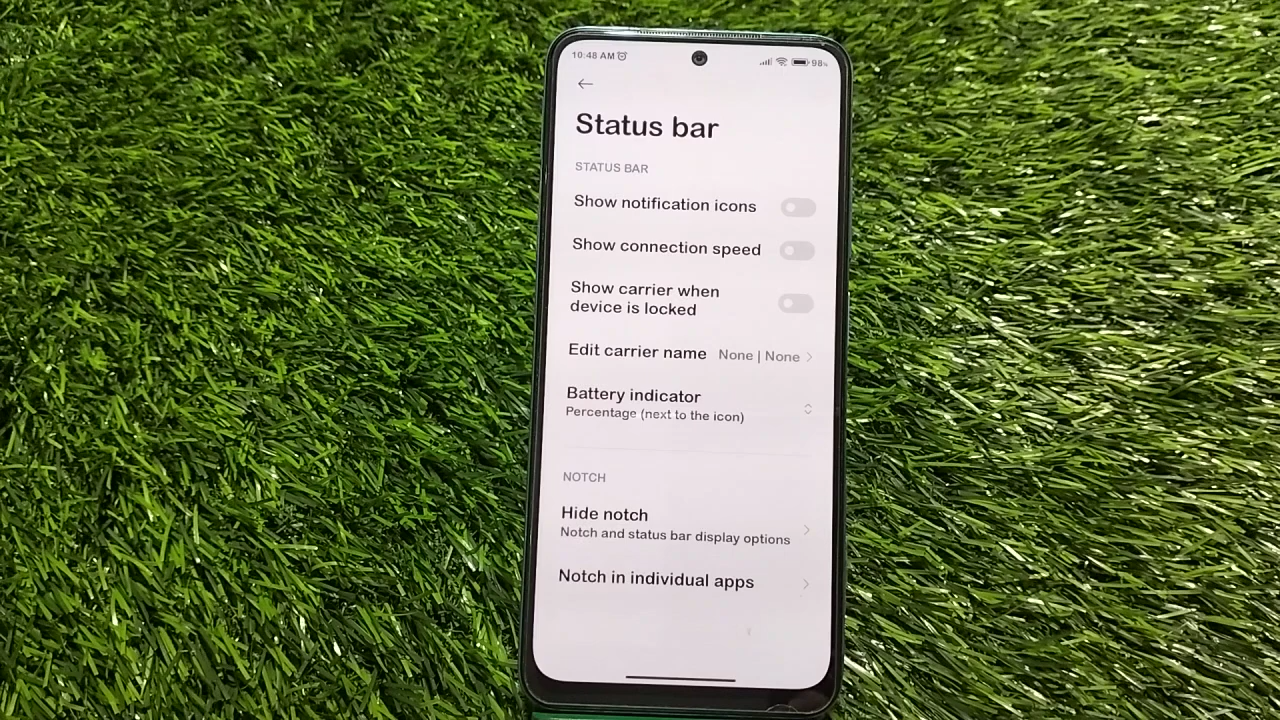 10:48 AM 98%
Status bar
STATUS BAR
Show notification icons
Show connection speed
Show carrier when
device is locked
Edit carrier name None | None
Battery indicator
Percentage (next to the icon)
NOTCH
Hide notch
Notch and status bar display options
Notch in individual apps